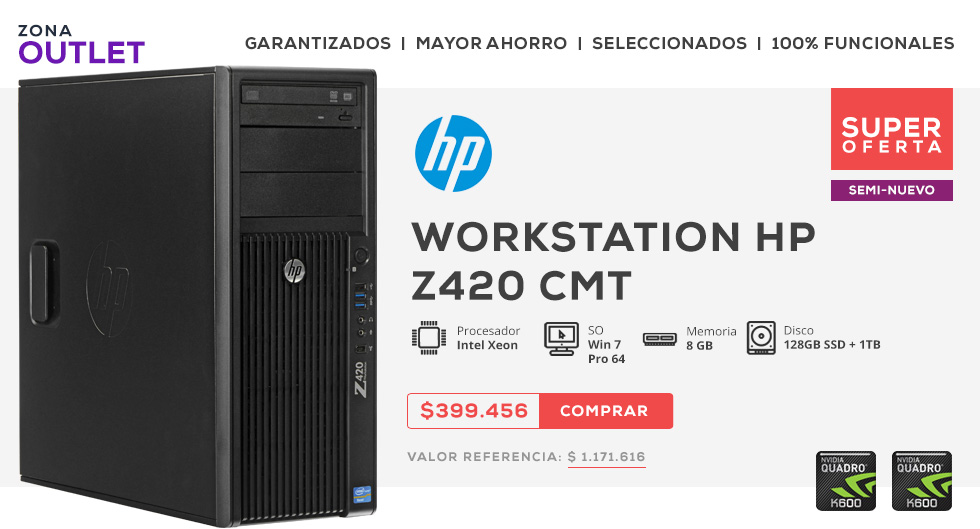 ZONA
OUTLET
GARANTIZADOS | MAYOR AHORRO | SELECCIONADOS | 100% FUNCIONALES
hp
SUPER
OFERTA
SEMI-NUEVO
WORKSTATION HP
Z420 CMT
Procesador
Intel Xeon
SO
Win 7
Pro 64
Memoria
8 GB
Disco
128GB SSD + 1TB
$399.456 COMPRAR
VALOR REFERENCIA: $ 1.171.616
hp
hp
Z420
NVIDIA
QUADRO
K600
NVIDIA
QUADRO
K600